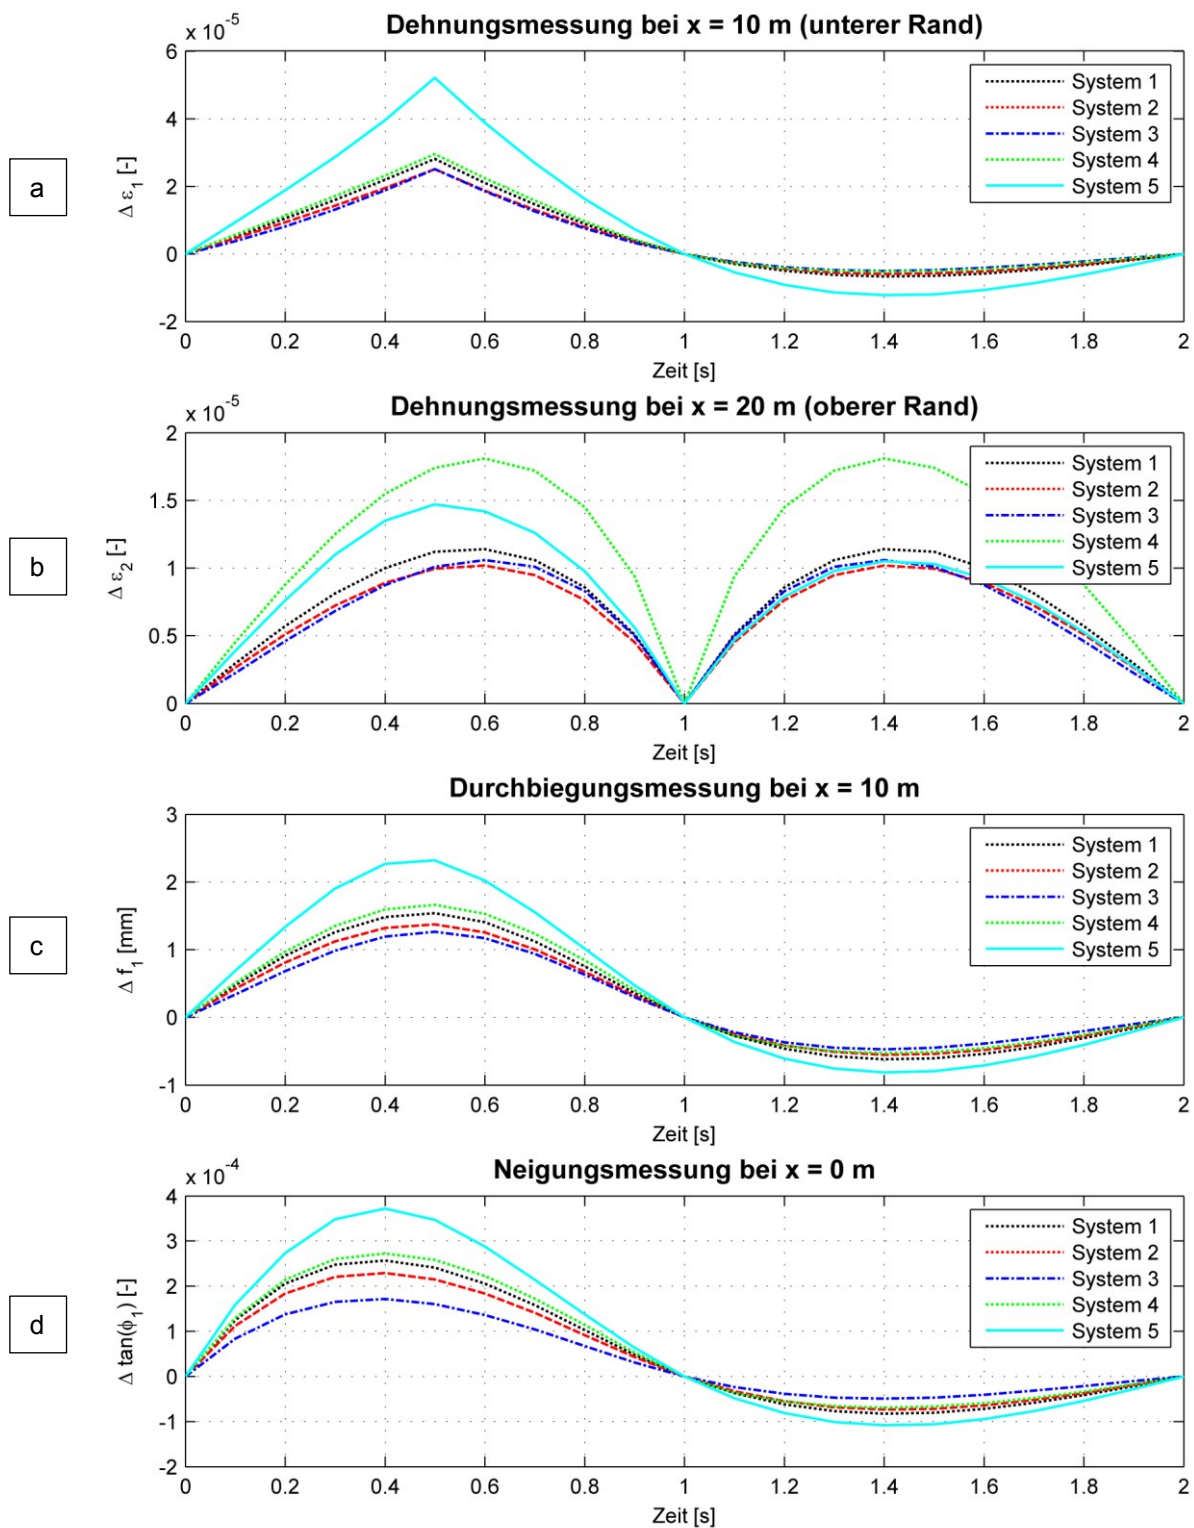 Dehnungsmessung bei x = 10 m (unterer Rand)
x 10^-5
6
4
2
0
-2
a
Δ ε_1 [-]
System 1
System 2
System 3
System 4
System 5
0 0.2 0.4 0.6 0.8 1 1.2 1.4 1.6 1.8 2
Zeit [s]
Dehnungsmessung bei x = 20 m (oberer Rand)
x 10^-5
2
1.5
1
0.5
0
b
Δ ε_2 [-]
System 1
System 2
System 3
System 4
System 5
0 0.2 0.4 0.6 0.8 1 1.2 1.4 1.6 1.8 2
Zeit [s]
Durchbiegungsmessung bei x = 10 m
3
2
1
0
-1
c
Δ f_1 [mm]
System 1
System 2
System 3
System 4
System 5
0 0.2 0.4 0.6 0.8 1 1.2 1.4 1.6 1.8 2
Zeit [s]
Neigungsmessung bei x = 0 m
x 10^-4
4
3
2
1
0
-1
-2
d
Δ tan(ϕ_1) [-]
System 1
System 2
System 3
System 4
System 5
0 0.2 0.4 0.6 0.8 1 1.2 1.4 1.6 1.8 2
Zeit [s]